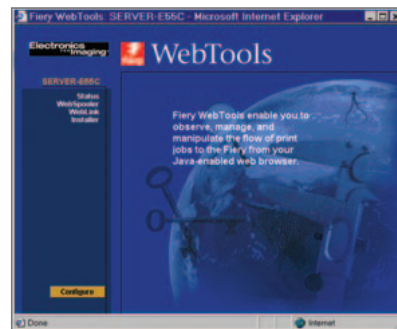 Fiery WebTools: SERVER-E55C - Microsoft Internet Explorer
Electronics
Imaging
fiery
WebTools
SERVER-E55C
Status
WebSpooler
WebLink
Installer
Fiery WebTools enable you to
observe, manage, and
manipulate the flow of print
jobs to the Fiery from your
Java-enabled web browser.
Configure
Done
Internet